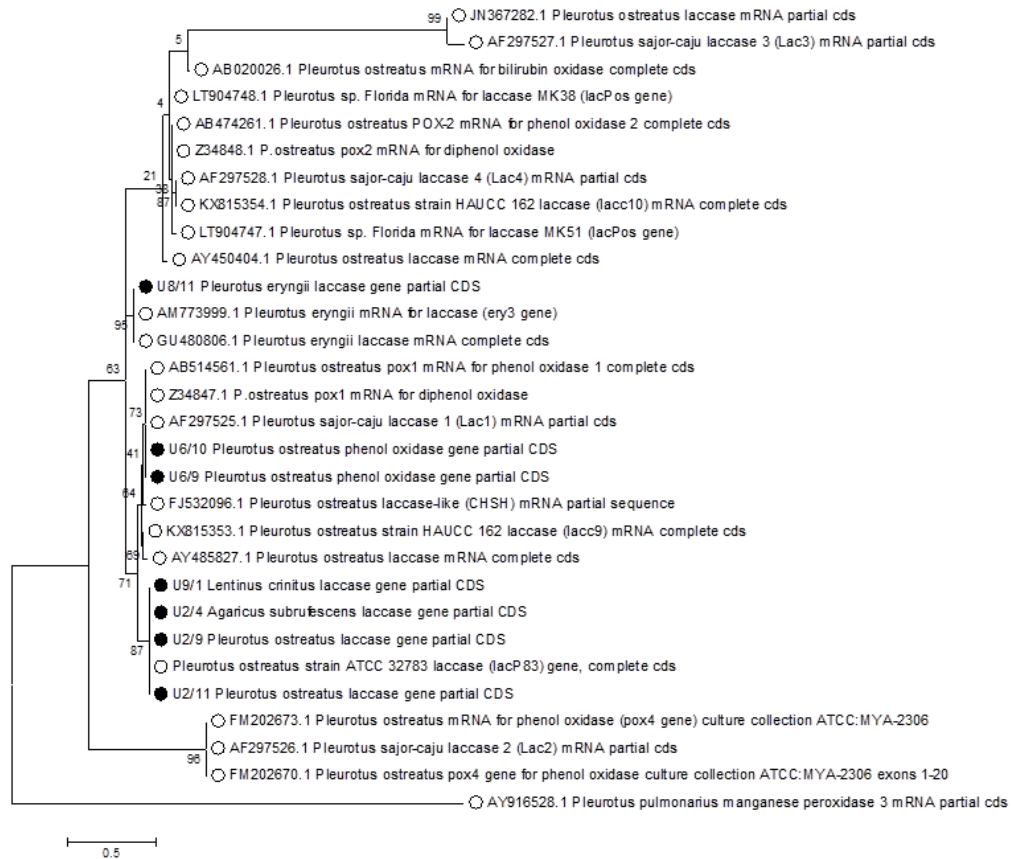 99
JN367282.1 Pleurotus ostreatus laccase mRNA partial cds
AF297527.1 Pleurotus sajor-caju laccase 3 (Lac3) mRNA partial cds
5
AB020026.1 Pleurotus ostreatus mRNA for bilirubin oxidase complete cds
LT904748.1 Pleurotus sp. Florida mRNA for laccase MK38 (lacPos gene)
4
AB474261.1 Pleurotus ostreatus POX-2 mRNA for phenol oxidase 2 complete cds
Z34848.1 P.ostreatus pox2 mRNA for diphenol oxidase
21
AF297528.1 Pleurotus sajor-caju laccase 4 (Lac4) mRNA partial cds
38
KX815354.1 Pleurotus ostreatus strain HAUCC 162 laccase (lacc10) mRNA complete cds
87
LT904747.1 Pleurotus sp. Florida mRNA for laccase MK51 (lacPos gene)
AY450404.1 Pleurotus ostreatus laccase mRNA complete cds
U8/11 Pleurotus eryngii laccase gene partial CDS
AM773999.1 Pleurotus eryngii mRNA for laccase (ery3 gene)
95
GU480806.1 Pleurotus eryngii laccase mRNA complete cds
63
AB514561.1 Pleurotus ostreatus pox1 mRNA for phenol oxidase 1 complete cds
Z34847.1 P.ostreatus pox1 mRNA for diphenol oxidase
73
AF297525.1 Pleurotus sajor-caju laccase 1 (Lac1) mRNA partial cds
41
U6/10 Pleurotus ostreatus phenol oxidase gene partial CDS
U6/9 Pleurotus ostreatus phenol oxidase gene partial CDS
64
FJ532096.1 Pleurotus ostreatus laccase-like (CHSH) mRNA partial sequence
KX815353.1 Pleurotus ostreatus strain HAUCC 162 laccase (lacc9) mRNA complete cds
69
AY485827.1 Pleurotus ostreatus laccase mRNA complete cds
71
U9/1 Lentinus crinitus laccase gene partial CDS
U2/4 Agaricus subrufescens laccase gene partial CDS
U2/9 Pleurotus ostreatus laccase gene partial CDS
87
Pleurotus ostreatus strain ATCC 32783 laccase (lacP83) gene, complete cds
U2/11 Pleurotus ostreatus laccase gene partial CDS
FM202673.1 Pleurotus ostreatus mRNA for phenol oxidase (pox4 gene) culture collection ATCC:MYA-2306
AF297526.1 Pleurotus sajor-caju laccase 2 (Lac2) mRNA partial cds
96
FM202670.1 Pleurotus ostreatus pox4 gene for phenol oxidase culture collection ATCC:MYA-2306 exons 1-20
AY916528.1 Pleurotus pulmonarius manganese peroxidase 3 mRNA partial cds
0.5